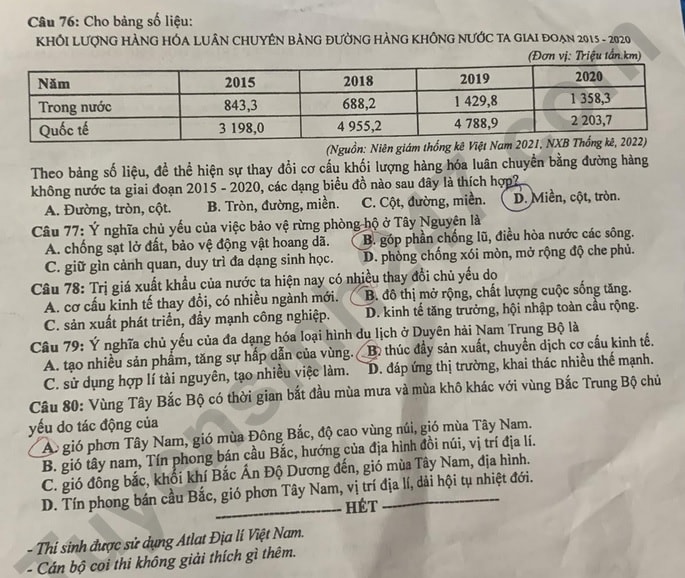 Câu 76: Cho bảng số liệu:
KHỐI LƯỢNG HÀNG HÓA LUÂN CHUYỂN BẰNG ĐƯỜNG HÀNG KHÔNG NƯỚC TA GIAI ĐOẠN 2015 - 2020
(Đơn vị: Triệu tấn.km)
Năm 2015 2018 2019 2020
Trong nước 843,3 688,2 1 429,8 1 358,3
Quốc tế 3 198,0 4 955,2 4 788,9 2 203,7
(Nguồn: Niên giám thống kê Việt Nam 2021, NXB Thống kê, 2022)
Theo bảng số liệu, để thể hiện sự thay đổi cơ cấu khối lượng hàng hóa luân chuyển bằng đường hàng
không nước ta giai đoạn 2015 - 2020, các dạng biểu đồ nào sau đây là thích hợp?
A. Đường, tròn, cột. B. Tròn, đường, miền. C. Cột, đường, miền. D. Miền, cột, tròn.
Câu 77: Ý nghĩa chủ yếu của việc bảo vệ rừng phòng hộ ở Tây Nguyên là
A. chống sạt lở đất, bảo vệ động vật hoang dã. B. góp phần chống lũ, điều hòa nước các sông.
C. giữ gìn cảnh quan, duy trì đa dạng sinh học. D. phòng chống xói mòn, mở rộng độ che phủ.
Câu 78: Trị giá xuất khẩu của nước ta hiện nay có nhiều thay đổi chủ yếu do
A. cơ cấu kinh tế thay đổi, có nhiều ngành mới. B. đô thị mở rộng, chất lượng cuộc sống tăng.
C. sản xuất phát triển, đẩy mạnh công nghiệp. D. kinh tế tăng trưởng, hội nhập toàn cầu rộng.
Câu 79: Ý nghĩa chủ yếu của đa dạng hóa loại hình du lịch ở Duyên hải Nam Trung Bộ là
A. tạo nhiều sản phẩm, tăng sự hấp dẫn của vùng. B. thúc đẩy sản xuất, chuyển dịch cơ cấu kinh tế.
C. sử dụng hợp lí tài nguyên, tạo nhiều việc làm. D. đáp ứng thị trường, khai thác nhiều thế mạnh.
Câu 80: Vùng Tây Bắc Bộ có thời gian bắt đầu mùa mưa và mùa khô khác với vùng Bắc Trung Bộ chủ
yếu do tác động của
A. gió phơn Tây Nam, gió mùa Đông Bắc, độ cao vùng núi, gió mùa Tây Nam.
B. gió tây nam, Tín phong bán cầu Bắc, hướng của địa hình đồi núi, vị trí địa lí.
C. gió đông bắc, khối khí Bắc Ấn Độ Dương đến, gió mùa Tây Nam, địa hình.
D. Tín phong bán cầu Bắc, gió phơn Tây Nam, vị trí địa lí, dải hội tụ nhiệt đới.
HẾT
- Thí sinh được sử dụng Atlat Địa lí Việt Nam.
- Cán bộ coi thi không giải thích gì thêm.